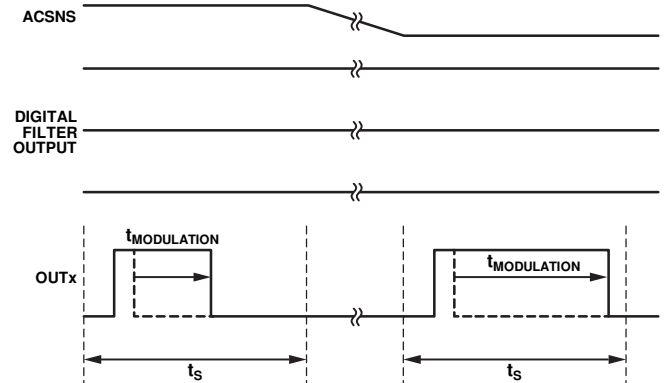 ACSNS
DIGITAL
FILTER
OUTPUT
tMODULATION
OUTx
tMODULATION
tS
tS